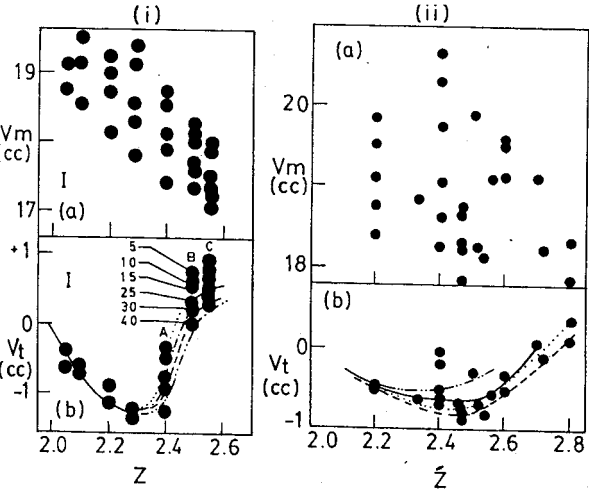 (i)
19
Vm
(cc)
I
17
(a)
+1
I
0
Vt
(cc)
-1
(b)
5
10
15
25
30
40
A
B
C
2.0 2.2 2.4 2.6
Z
(ii)
(a)
20
Vm
(cc)
18
(b)
0
Vt
(cc)
-1
2.0 2.2 2.4 2.6 2.8
Z